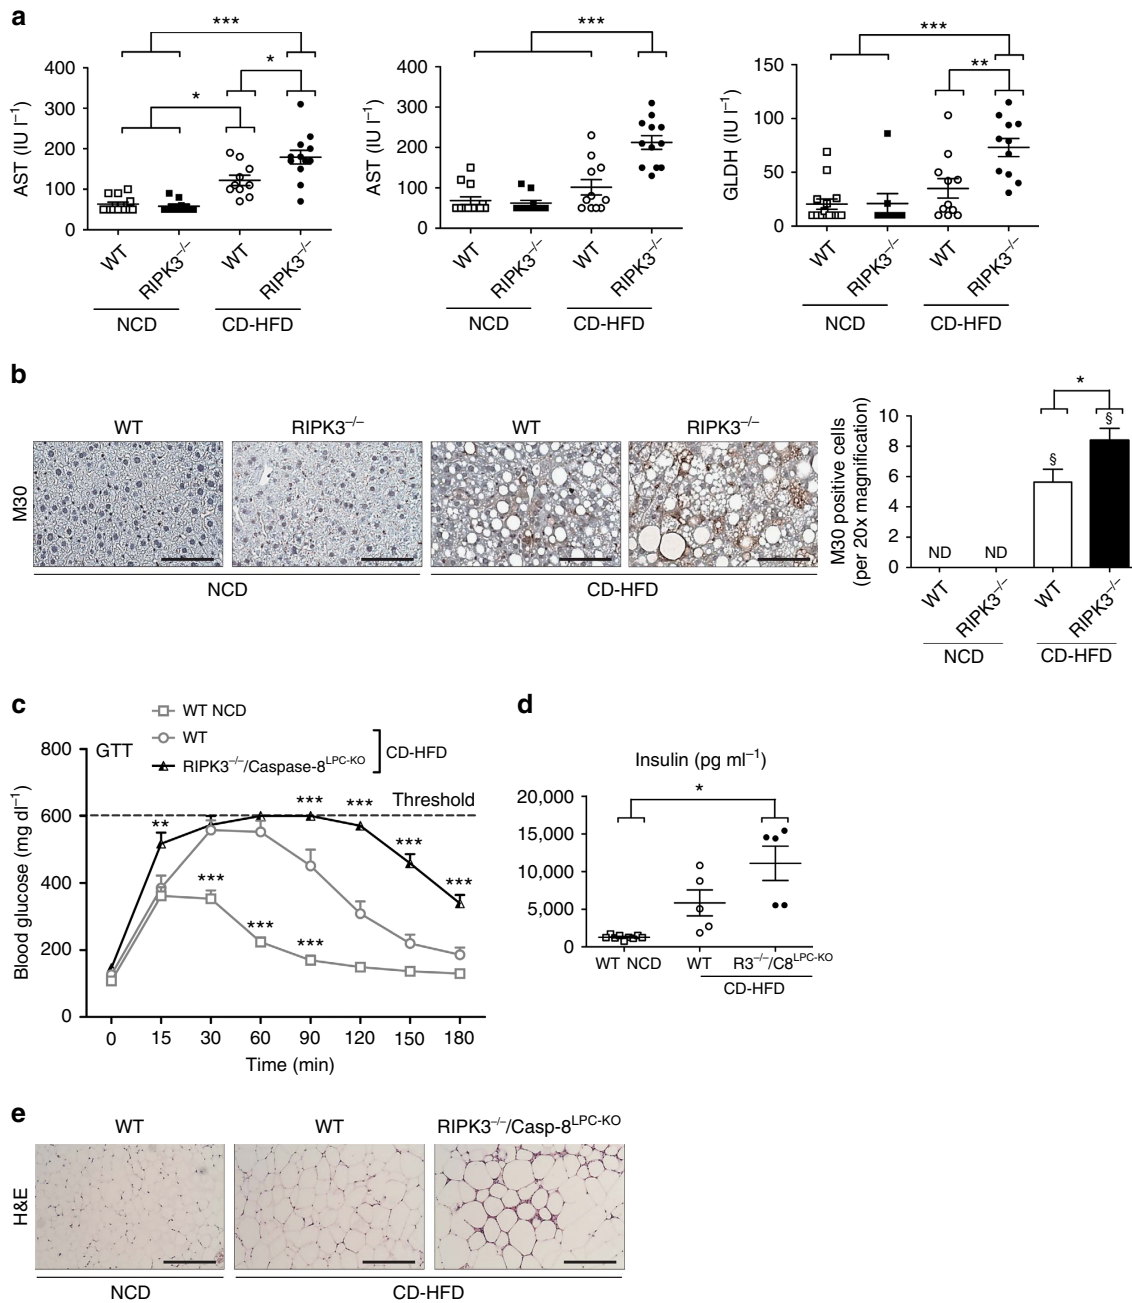 a
*** *** ***
* * **
AST (IU l⁻¹) 400 300 200 100 0
WT RIPK3⁻/⁻ WT RIPK3⁻/⁻
NCD CD-HFD
AST (IU l⁻¹) 400 300 200 100 0
WT RIPK3⁻/⁻ WT RIPK3⁻/⁻
NCD CD-HFD
GLDH (IU l⁻¹) 150 100 50 0
WT RIPK3⁻/⁻ WT RIPK3⁻/⁻
NCD CD-HFD
b
WT RIPK3⁻/⁻ WT RIPK3⁻/⁻
M30
NCD CD-HFD
M30 positive cells
(per 20x magnification)
10 8 6 4 2 0
*
§ §
ND ND
WT RIPK3⁻/⁻ WT RIPK3⁻/⁻
NCD CD-HFD
c
WT NCD
WT
RIPK3⁻/⁻/Caspase-8ᴸᴾᶜ⁻ᴷᴼ
CD-HFD
GTT
Threshold
Blood glucose (mg dl⁻¹)
800 600 400 200 0
** *** *** *** ***
*** *** ***
0 15 30 60 90 120 150 180
Time (min)
d
Insulin (pg ml⁻¹)
*
20,000
15,000
10,000
5,000
0
WT NCD WT R3⁻/⁻/C8ᴸᴾᶜ⁻ᴷᴼ
CD-HFD
e
WT WT RIPK3⁻/⁻/Casp-8ᴸᴾᶜ⁻ᴷᴼ
H&E
NCD CD-HFD